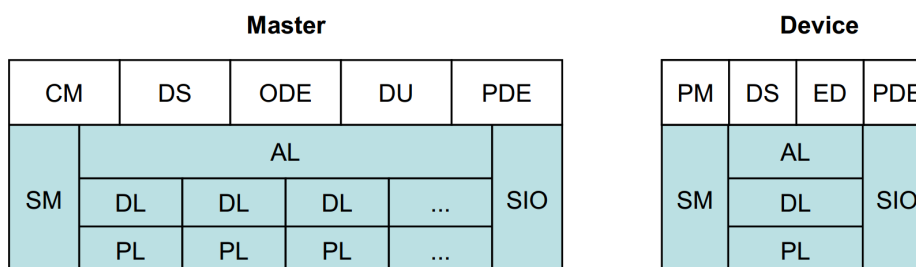 Master Device
CM DS ODE DU PDE PM DS ED PDE
AL AL
SM DL DL DL ... SIO SM DL SIO
PL PL PL ... PL